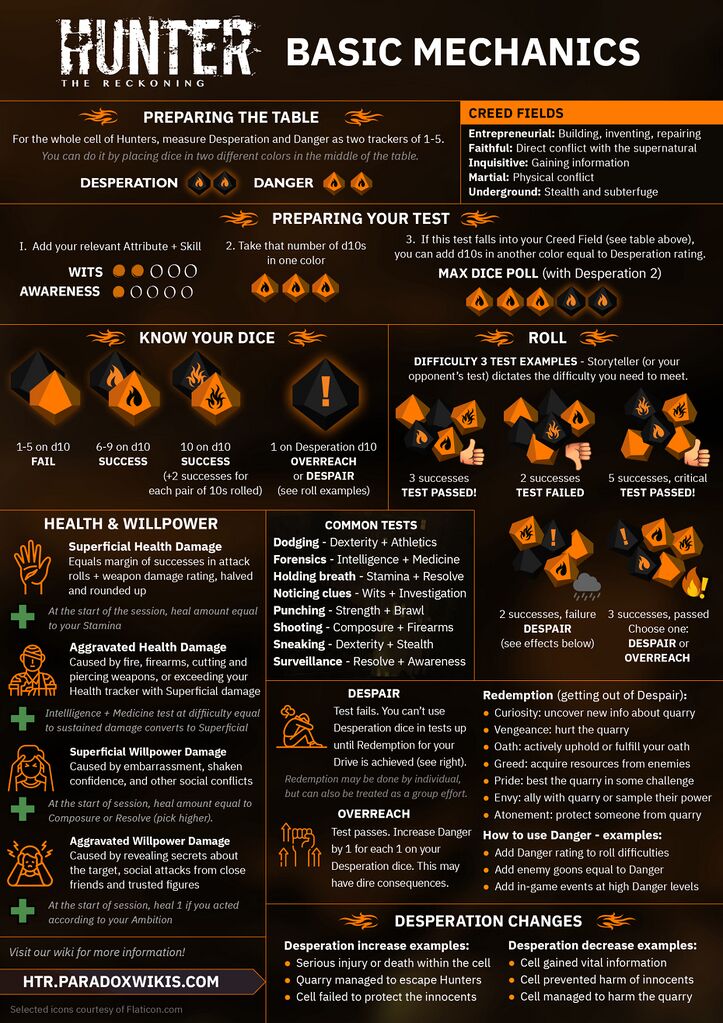 HUNTER
THE RECKONING
BASIC MECHANICS
PREPARING THE TABLE
For the whole cell of Hunters, measure Desperation and Danger as two trackers of 1-5.
You can do it by placing dice in two different colors in the middle of the table.
DESPERATION
DANGER
CREED FIELDS
Entrepreneurial: Building, inventing, repairing
Faithful: Direct conflict with the supernatural
Inquisitive: Gaining information
Martial: Physical conflict
Underground: Stealth and subterfuge
PREPARING YOUR TEST
1. Add your relevant Attribute + Skill
WITS
AWARENESS
2. Take that number of d10s
in one color
3. If this test falls into your Creed Field (see table above),
you can add d10s in another color equal to Desperation rating.
MAX DICE POLL (with Desperation 2)
KNOW YOUR DICE
1-5 on d10
FAIL
6-9 on d10
SUCCESS
10 on d10
SUCCESS
(+2 successes for
each pair of 10s rolled)
!
1 on Desperation d10
OVERREACH
or DESPAIR
(see roll examples)
ROLL
DIFFICULTY 3 TEST EXAMPLES - Storyteller (or your
opponent's test) dictates the difficulty you need to meet.
3 successes
TEST PASSED!
2 successes
TEST FAILED
5 successes, critical
TEST PASSED!
!
2 successes, failure
DESPAIR
(see effects below)
!
3 successes, passed
Choose one:
DESPAIR or
OVERREACH
HEALTH & WILLPOWER
Superficial Health Damage
Equals margin of successes in attack
rolls + weapon damage rating, halved
and rounded up
At the start of the session, heal amount equal
to your Stamina
Aggravated Health Damage
Caused by fire, firearms, cutting and
piercing weapons, or exceeding your
Health tracker with Superficial damage
Intellligence + Medicine test at diffiiculty equal
to sustained damage converts to Superficial
Superficial Willpower Damage
Caused by embarrassment, shaken
confidence, and other social conflicts
At the start of session, heal amount equal to
Composure or Resolve (pick higher).
Aggravated Willpower Damage
Caused by revealing secrets about
the target, social attacks from close
friends and trusted figures
At the start of session, heal 1 if you acted
according to your Ambition
COMMON TESTS
Dodging - Dexterity + Athletics
Forensics - Intelligence + Medicine
Holding breath - Stamina + Resolve
Noticing clues - Wits + Investigation
Punching - Strength + Brawl
Shooting - Composure + Firearms
Sneaking - Dexterity + Stealth
Surveillance - Resolve + Awareness
DESPAIR
Test fails. You can't use
Desperation dice in tests up
until Redemption for your
Drive is achieved (see right).
Redemption may be done by individual,
but can also be treated as a group effort.
OVERREACH
Test passes. Increase Danger
by 1 for each 1 on your
Desperation dice. This may
have dire consequences.
Redemption (getting out of Despair):
• Curiosity: uncover new info about quarry
• Vengeance: hurt the quarry
• Oath: actively uphold or fulfill your oath
• Greed: acquire resources from enemies
• Pride: best the quarry in some challenge
• Envy: ally with quarry or sample their power
• Atonement: protect someone from quarry
How to use Danger - examples:
• Add Danger rating to roll difficulties
• Add enemy goons equal to Danger
• Add in-game events at high Danger levels
DESPERATION CHANGES
Desperation increase examples:
• Serious injury or death within the cell
• Quarry managed to escape Hunters
• Cell failed to protect the innocents
Desperation decrease examples:
• Cell gained vital information
• Cell prevented harm of innocents
• Cell managed to harm the quarry
Visit our wiki for more information!
HTR.PARADOXWIKIS.COM
Selected icons courtesy of Flaticon.com